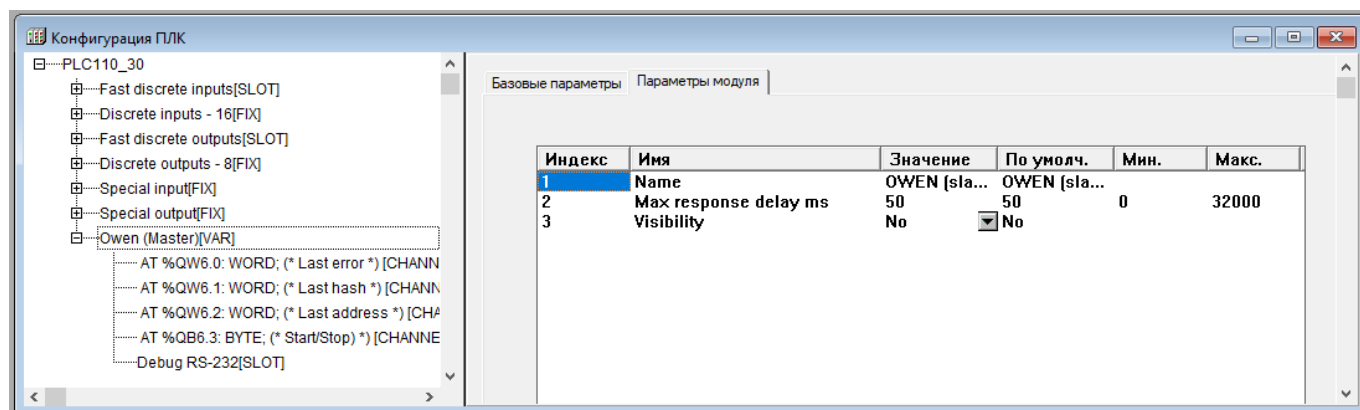 Конфигурация ПЛК
PLC110_30
Fast discrete inputs[SLOT]
Discrete inputs - 16[FIX]
Fast discrete outputs[SLOT]
Discrete outputs - 8[FIX]
Special input[FIX]
Special output[FIX]
Owen (Master)[VAR]
AT %QW6.0: WORD; (* Last error *) [CHANN
AT %QW6.1: WORD; (* Last hash *) [CHANN
AT %QW6.2: WORD; (* Last address *) [CHA
AT %QB6.3: BYTE; (* Start/Stop) *) [CHANNE
Debug RS-232[SLOT]
Базовые параметры Параметры модуля
Индекс Имя Значение По умолч. Мин. Макс.
1 Name OWEN (sla... OWEN (sla...
2 Max response delay ms 50 50 0 32000
3 Visibility No No